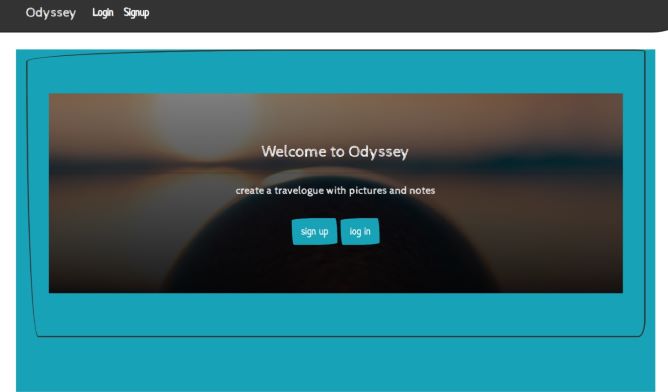 Odyssey Login Signup
Welcome to Odyssey
create a travelogue with pictures and notes
sign up log in